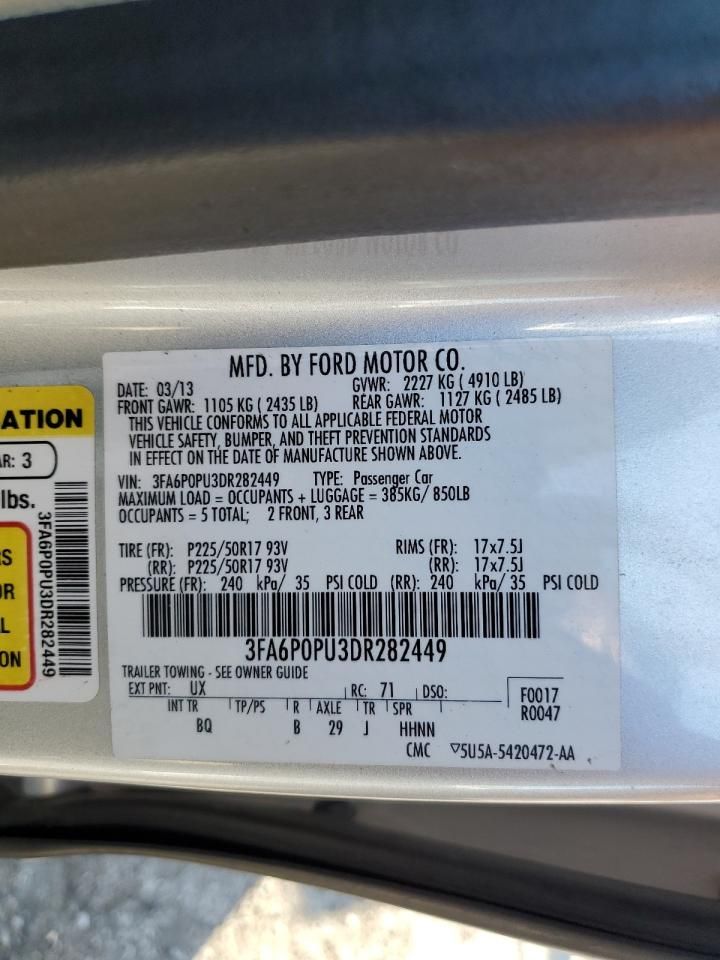 MFD. BY FORD MOTOR CO.
DATE: 03/13 GVWR: 2227 KG ( 4910 LB)
FRONT GAWR: 1105 KG ( 2435 LB) REAR GAWR: 1127 KG ( 2485 LB)
THIS VEHICLE CONFORMS TO ALL APPLICABLE FEDERAL MOTOR
VEHICLE SAFETY, BUMPER, AND THEFT PREVENTION STANDARDS
IN EFFECT ON THE DATE OF MANUFACTURE SHOWN ABOVE.
VIN: 3FA6P0PU3DR282449 TYPE: Passenger Car
MAXIMUM LOAD = OCCUPANTS + LUGGAGE = 385KG/ 850LB
OCCUPANTS = 5 TOTAL; 2 FRONT, 3 REAR
TIRE (FR): P225/50R17 93V RIMS (FR): 17x7.5J
(RR): P225/50R17 93V (RR): 17x7.5J
PRESSURE (FR): 240 kPa/ 35 PSI COLD (RR): 240 kPa/ 35 PSI COLD
3FA6P0PU3DR282449
TRAILER TOWING - SEE OWNER GUIDE
EXT PNT: UX RC: 71 DSO:
INT TR TP/PS R AXLE TR SPR
BQ B 29 J HHNN
F0017
R0047
CMC ▽5U5A-5420472-AA
ATION
AR: 3
lbs.
RS
OR
L
ON
3FA6P0PU3DR282449